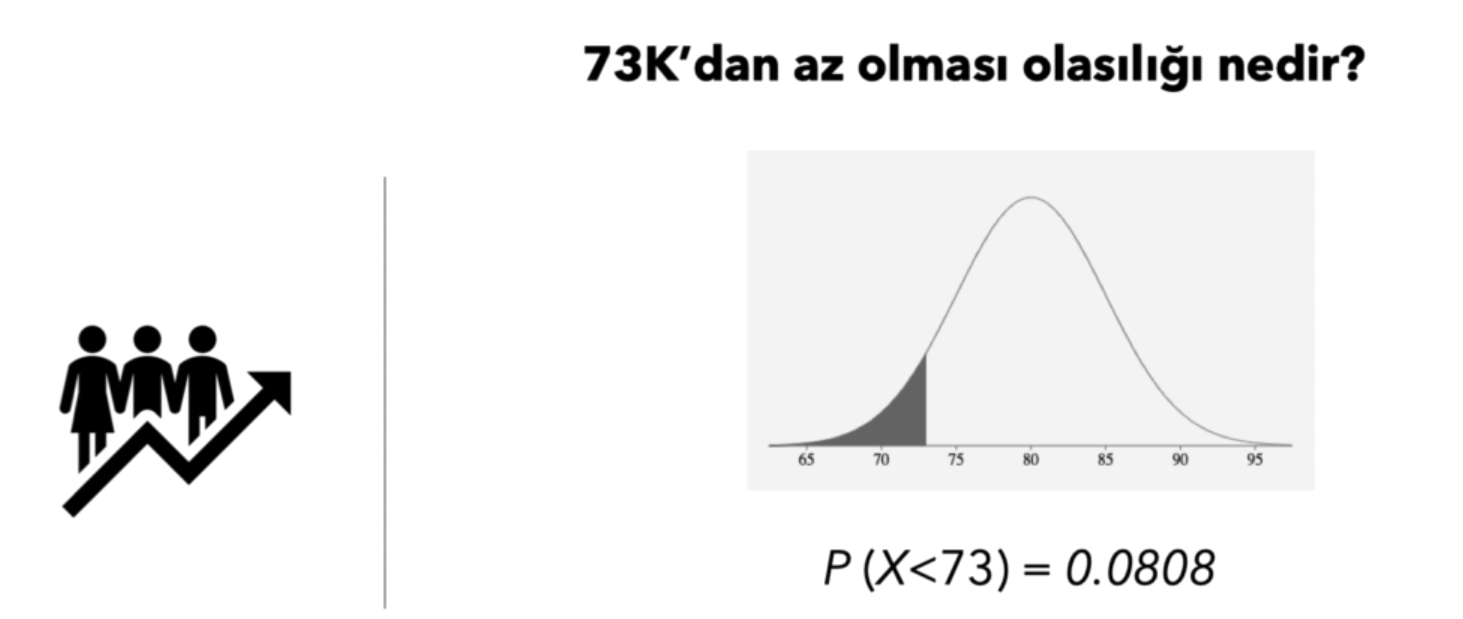 73K’dan az olması olasılığı nedir?
65 70 75 80 85 90 95
P (X<73) = 0.0808